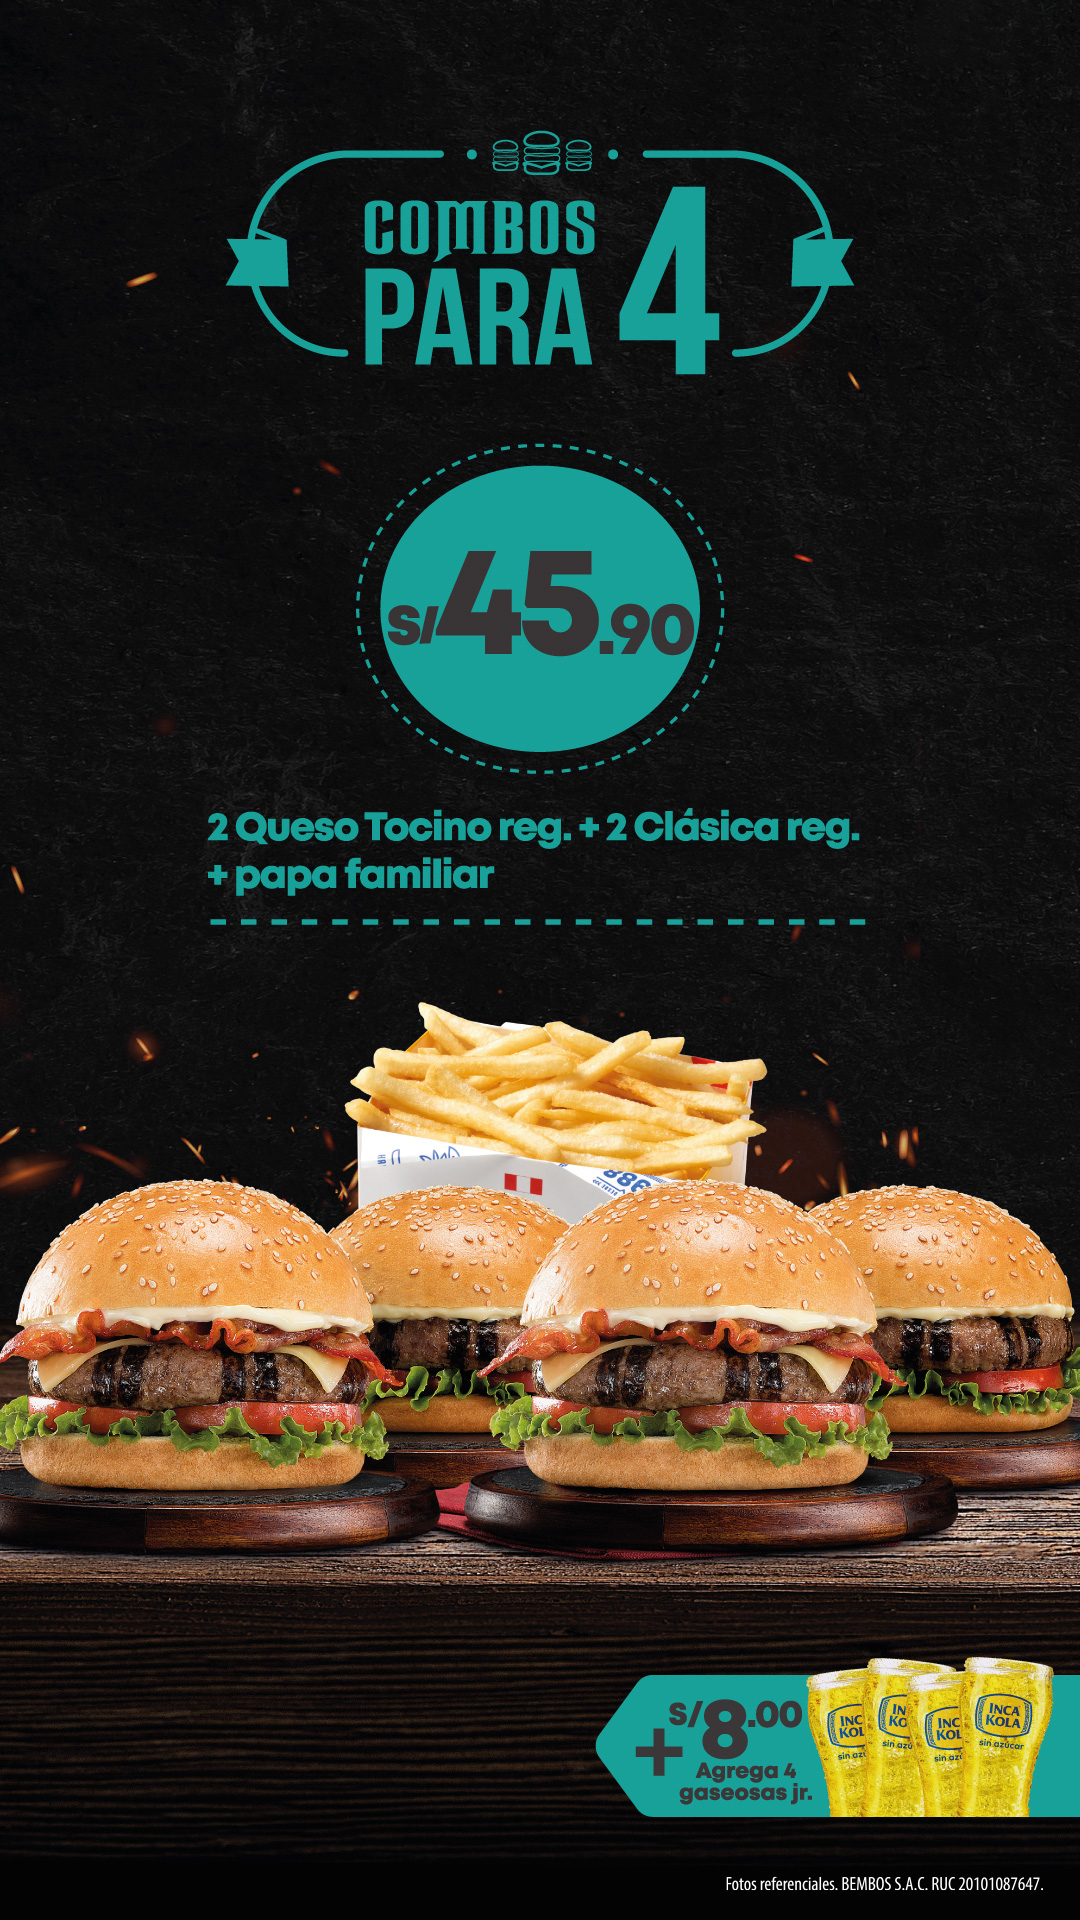 COMBOS
PARA 4
S/45.90
2 Queso Tocino reg. + 2 Clásica reg.
+ papa familiar
+ S/8.00
Agrega 4
gaseosas jr.
INCA
KOLA
sin azúcar
Fotos referenciales. BEMBOS S.A.C. RUC 20101087647.